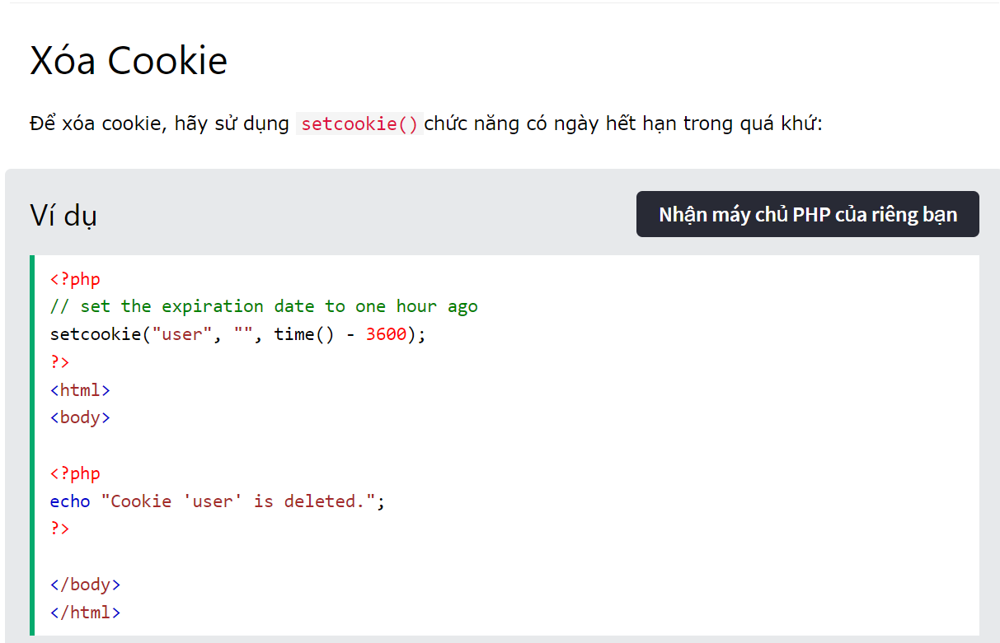 Xóa Cookie
Để xóa cookie, hãy sử dụng setcookie() chức năng có ngày hết hạn trong quá khứ:
Ví dụ
Nhận máy chủ PHP của riêng bạn
<?php
// set the expiration date to one hour ago
setcookie("user", "", time() - 3600);
?>
<html>
<body>
<?php
echo "Cookie 'user' is deleted.";
?>
</body>
</html>